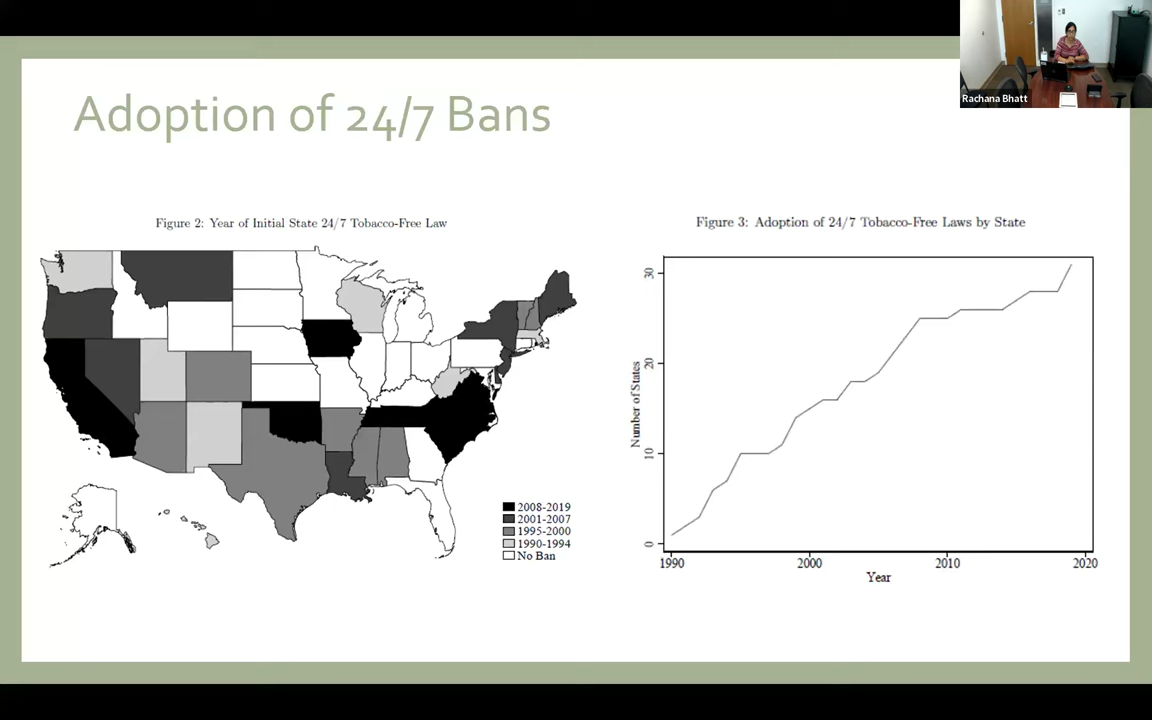 Adoption of 24/7 Bans
Rachana Bhatt
Figure 2: Year of Initial State 24/7 Tobacco-Free Law
2008-2019
2001-2007
1995-2000
1990-1994
No Ban
Figure 3: Adoption of 24/7 Tobacco-Free Laws by State
Number of States
30
20
10
0
1990
2000
2010
2020
Year